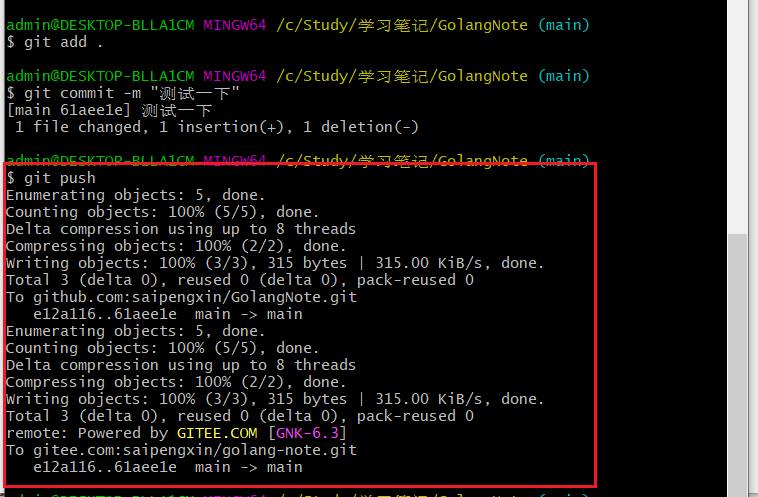 admin@DESKTOP-BLLA1CM MINGW64 /c/Study/学习笔记/GolangNote (main)
$ git add .
admin@DESKTOP-BLLA1CM MINGW64 /c/Study/学习笔记/GolangNote (main)
$ git commit -m "测试一下"
[main 61aee1e] 测试一下
 1 file changed, 1 insertion(+), 1 deletion(-)
admin@DESKTOP-BLLA1CM MINGW64 /c/Study/学习笔记/GolangNote (main)
$ git push
Enumerating objects: 5, done.
Counting objects: 100% (5/5), done.
Delta compression using up to 8 threads
Compressing objects: 100% (2/2), done.
Writing objects: 100% (3/3), 315 bytes | 315.00 KiB/s, done.
Total 3 (delta 0), reused 0 (delta 0), pack-reused 0
To github.com:saipengxin/GolangNote.git
   e12a116..61aee1e  main -> main
Enumerating objects: 5, done.
Counting objects: 100% (5/5), done.
Delta compression using up to 8 threads
Compressing objects: 100% (2/2), done.
Writing objects: 100% (3/3), 315 bytes | 315.00 KiB/s, done.
Total 3 (delta 0), reused 0 (delta 0), pack-reused 0
remote: Powered by GITEE.COM [GNK-6.3]
To gitee.com:saipengxin/golang-note.git
   e12a116..61aee1e  main -> main